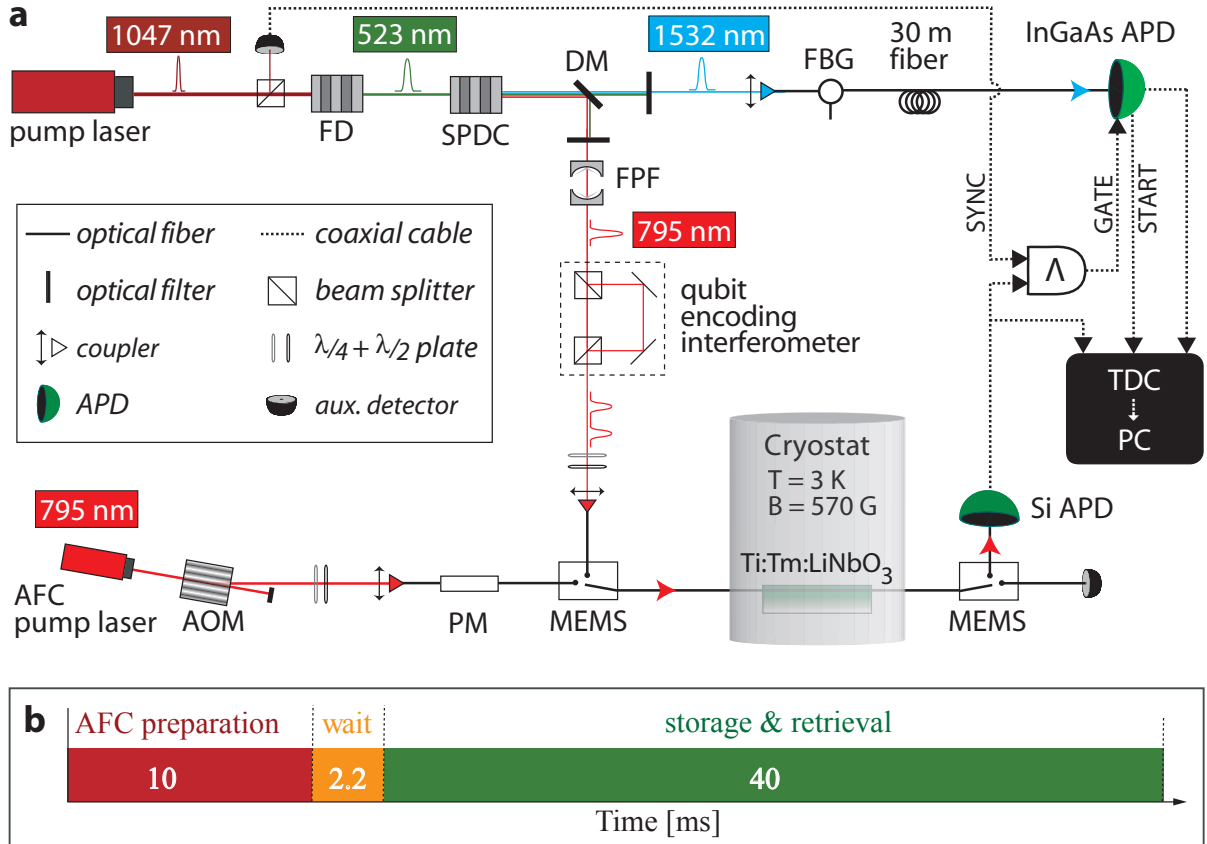 a
1047 nm
523 nm
1532 nm
30 m
fiber
InGaAs APD
DM
FBG
pump laser
FD
SPDC
FPF
795 nm
SYNC
GATE
START
Λ
optical fiber
coaxial cable
optical filter
beam splitter
coupler
λ/4 + λ/2 plate
APD
aux. detector
qubit
encoding
interferometer
TDC
PC
Cryostat
T = 3 K
B = 570 G
Si APD
795 nm
Ti:Tm:LiNbO3
AFC
pump laser
AOM
PM
MEMS
MEMS
b
AFC preparation
wait
storage & retrieval
10
2.2
40
Time [ms]